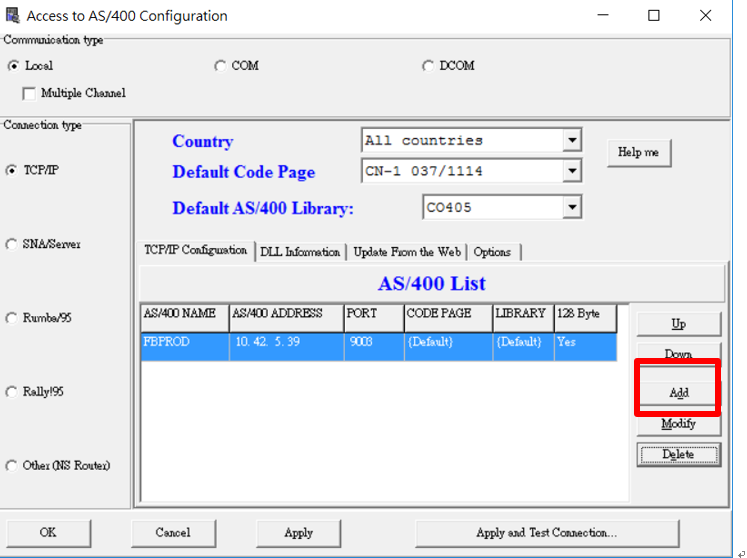 Access to AS/400 Configuration
Communication type
Local
COM
DCOM
Multiple Channel
Connection type
TCP/IP
SNA/Server
Rumba/95
Rally!95
Other (NS Router)
Country
All countries
Help me
Default Code Page
CN-1 037/1114
Default AS/400 Library:
CO405
TCP/IP Configuration
DLL Information
Update From the Web
Options
AS/400 List
AS/400 NAME
AS/400 ADDRESS
PORT
CODE PAGE
LIBRARY
128 Byte
FBPROD
10. 42. 5. 39
9003
{Default}
{Default}
Yes
Up
Down
Add
Modify
Delete
OK
Cancel
Apply
Apply and Test Connection...